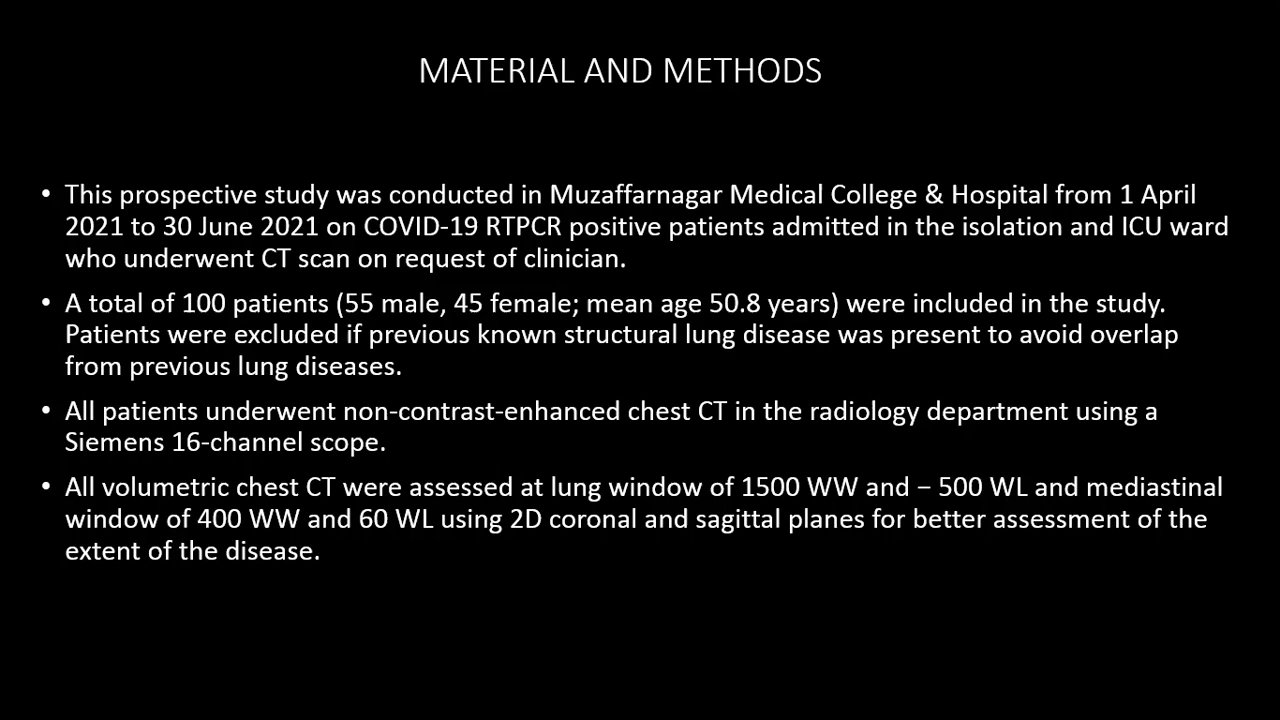 MATERIAL AND METHODS
• This prospective study was conducted in Muzaffarnagar Medical College & Hospital from 1 April
2021 to 30 June 2021 on COVID-19 RTPCR positive patients admitted in the isolation and ICU ward
who underwent CT scan on request of clinician.
• A total of 100 patients (55 male, 45 female; mean age 50.8 years) were included in the study.
Patients were excluded if previous known structural lung disease was present to avoid overlap
from previous lung diseases.
• All patients underwent non-contrast-enhanced chest CT in the radiology department using a
Siemens 16-channel scope.
• All volumetric chest CT were assessed at lung window of 1500 WW and − 500 WL and mediastinal
window of 400 WW and 60 WL using 2D coronal and sagittal planes for better assessment of the
extent of the disease.